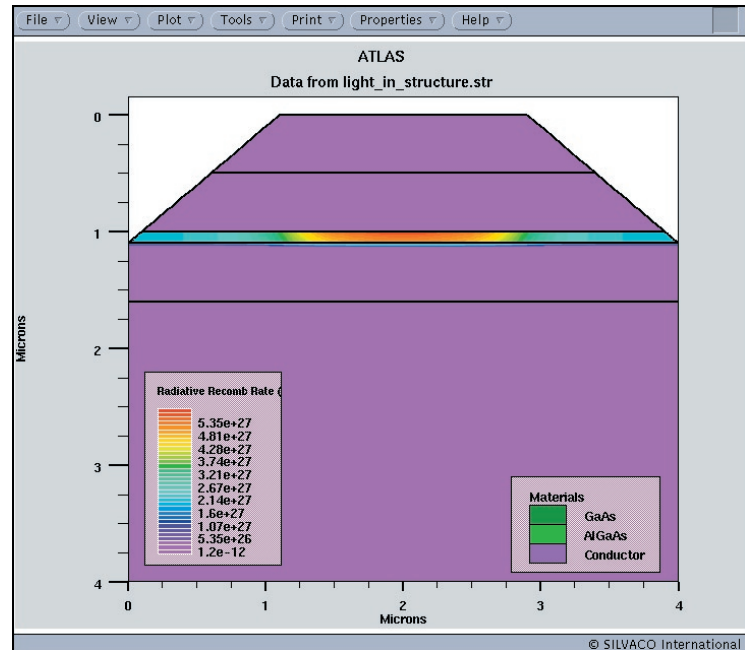 File View Plot Tools Print Properties Help
ATLAS
Data from light_in_structure.str
0
1
2
3
4
Microns
Radiative Recomb Rate (
5.35e+27
4.81e+27
4.28e+27
3.74e+27
3.21e+27
2.67e+27
2.14e+27
1.6e+27
1.07e+27
5.35e+26
1.2e-12
Materials
GaAs
AlGaAs
Conductor
0 1 2 3 4
Microns
© SILVACO International